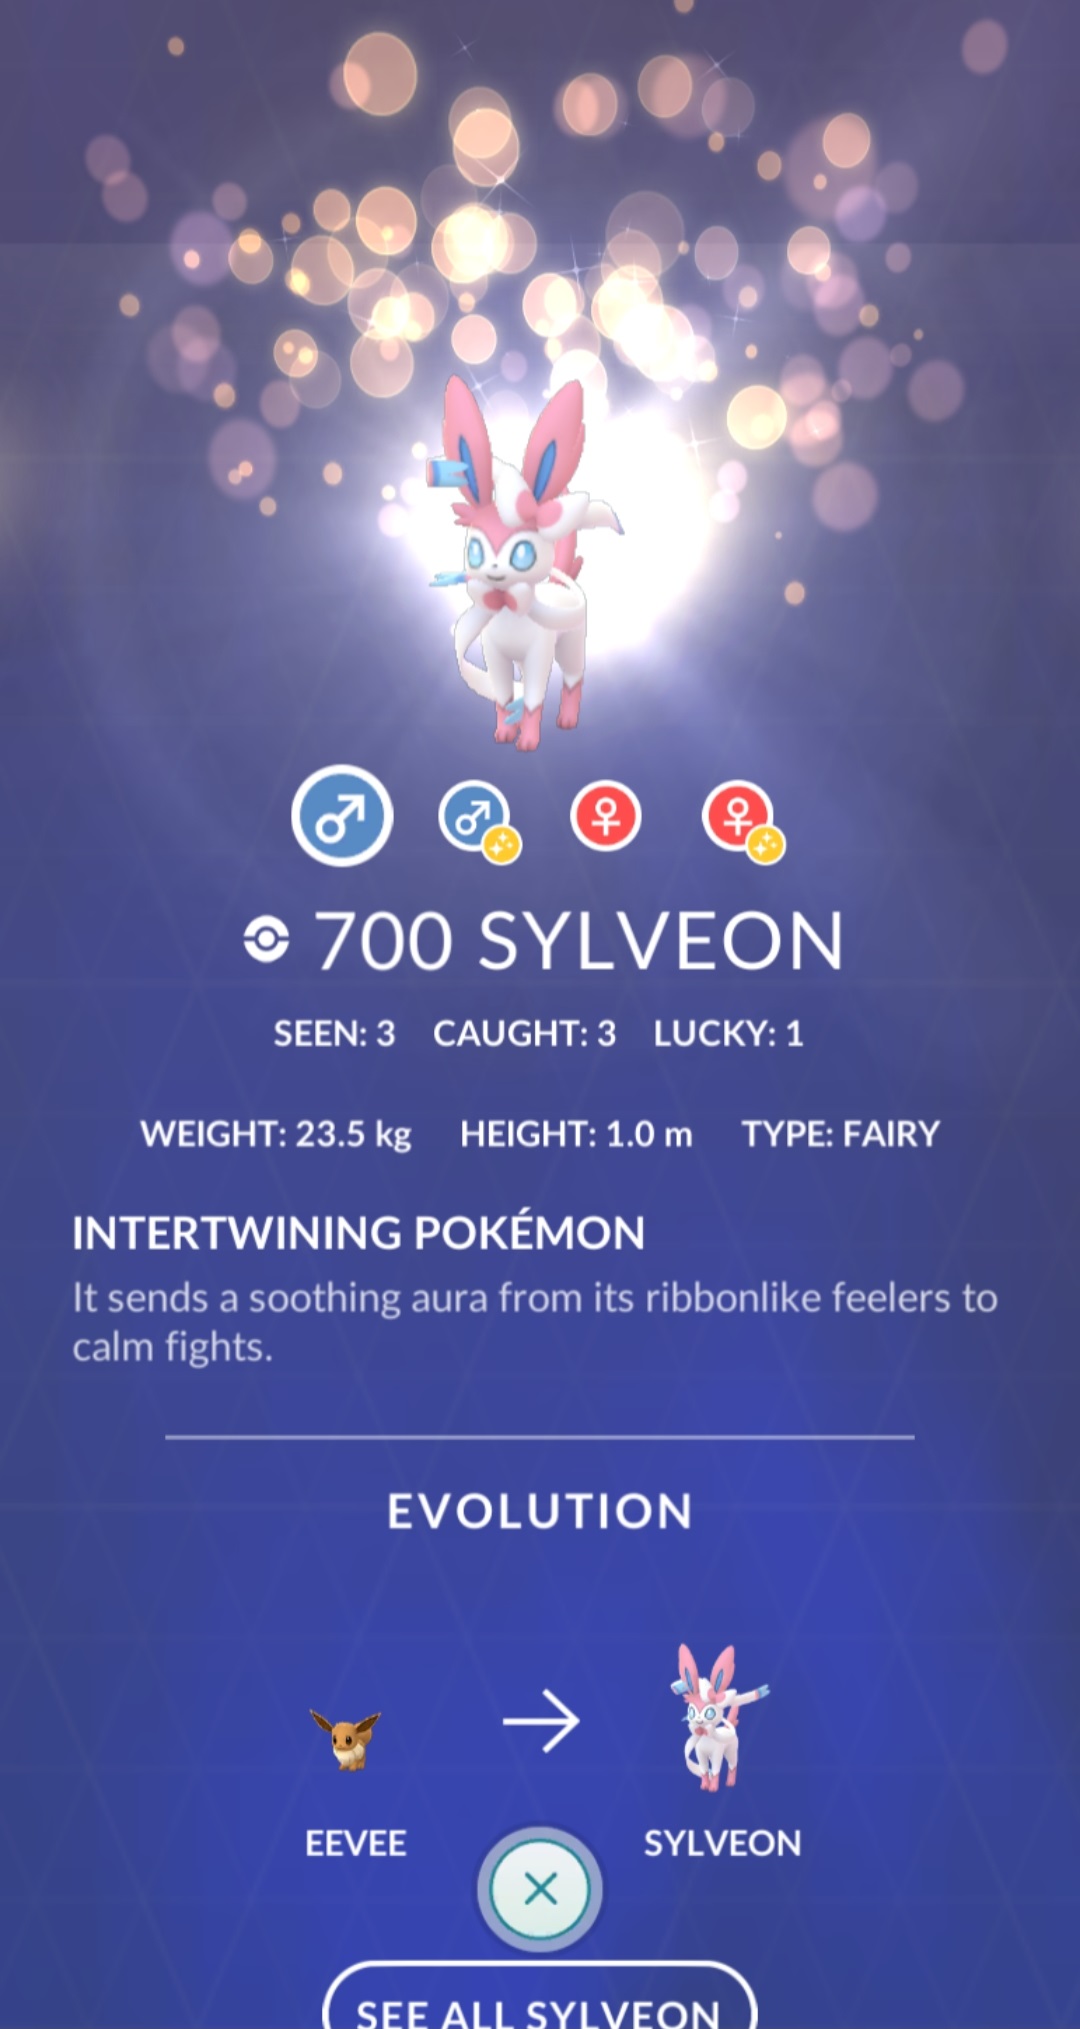 700 SYLVEON
SEEN: 3 CAUGHT: 3 LUCKY: 1
WEIGHT: 23.5 kg HEIGHT: 1.0 m TYPE: FAIRY
INTERTWINING POKÉMON
It sends a soothing aura from its ribbonlike feelers to
calm fights.
EVOLUTION
EEVEE SYLVEON
SEE ALL SYLVEON